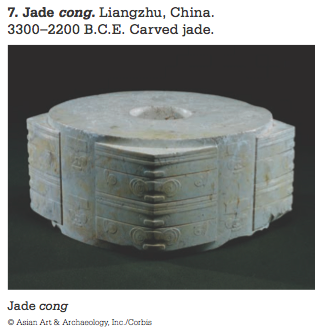 7. Jade cong. Liangzhu, China.
3300–2200 B.C.E. Carved jade.
Jade cong
© Asian Art & Archaeology, Inc./Corbis